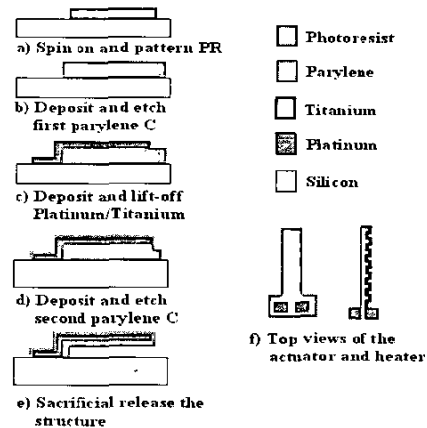 a) Spin on and pattern PR
b) Deposit and etch
first parylene C
c) Deposit and lift-off
Platinum/Titanium
d) Deposit and etch
second parylene C
e) Sacrificial release the
structure
Photoresist
Parylene
Titanium
Platinum
Silicon
f) Top views of the
actuator and heater